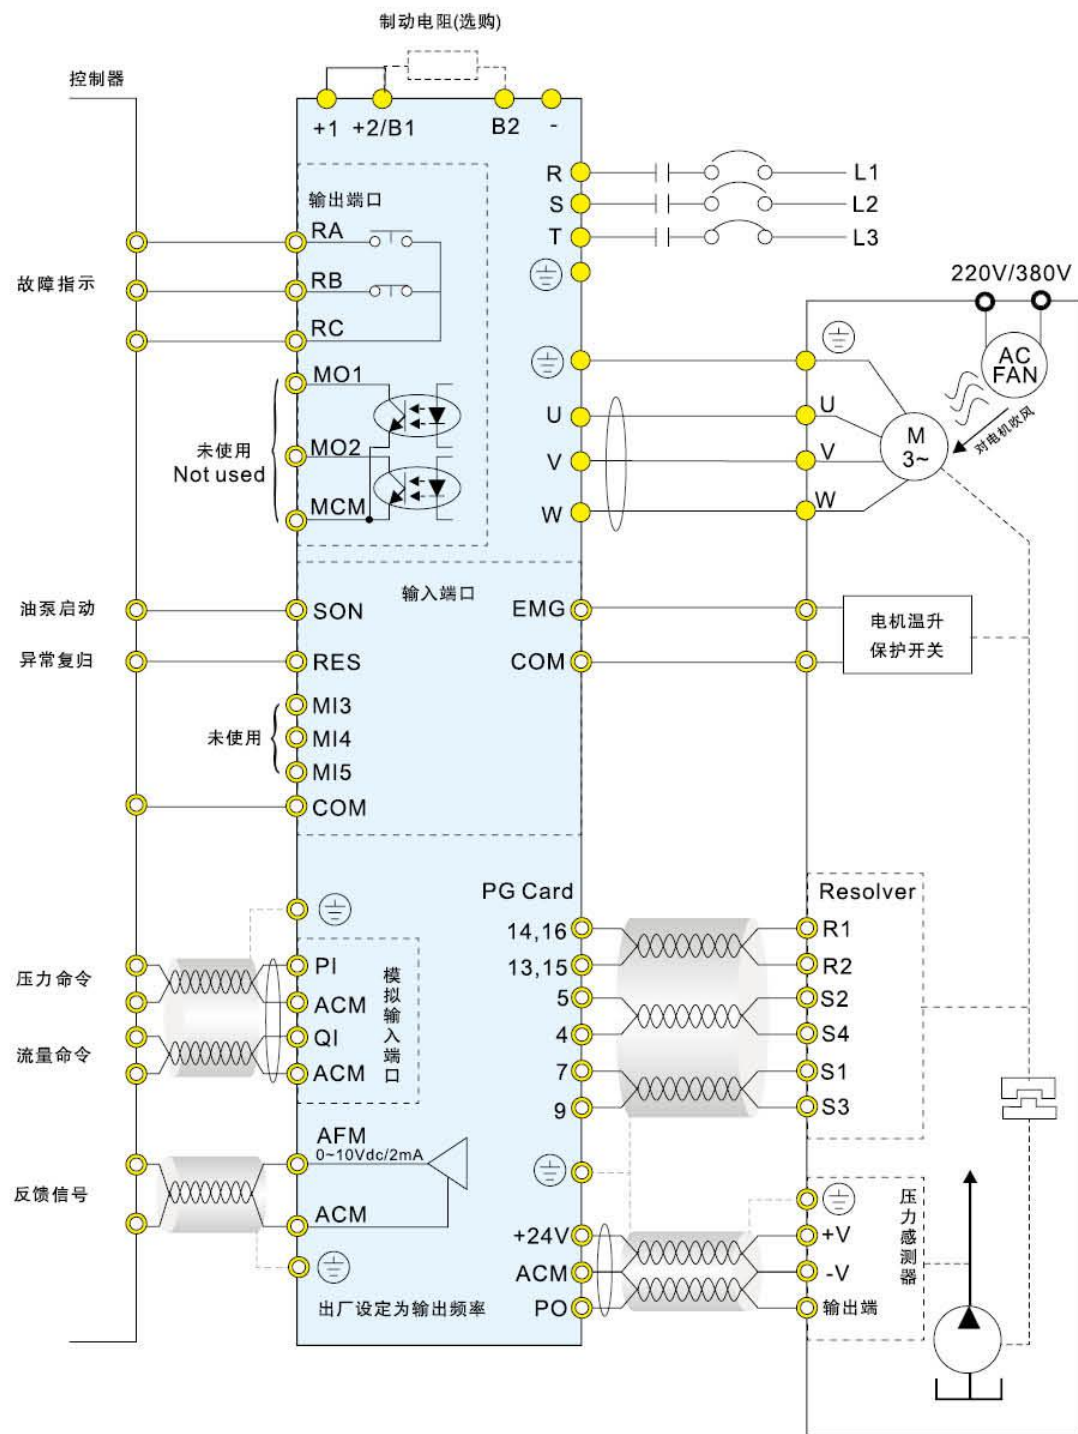 制动电阻(选购)
控制器
+1 +2/B1 B2 -
R L1
S L2
T L3
输出端口
RA
故障指示 RB
RC
220V/380V
AC
FAN
对电机吹风
MO1
U U
未使用
Not used
MO2
V V
M
3~
MCM
W W
输入端口
油泵启动 SON EMG
电机温升
保护开关
异常复归 RES COM
MI3
未使用 MI4
MI5
COM
PG Card Resolver
14,16 R1
13,15 R2
5 S2
4 S4
7 S1
9 S3
压力命令 PI
ACM
流量命令 QI
ACM
模拟输入端口
AFM
0~10Vdc/2mA
反馈信号
ACM
+24V +V
ACM -V
PO 输出端
压力感测器
出厂设定为输出频率